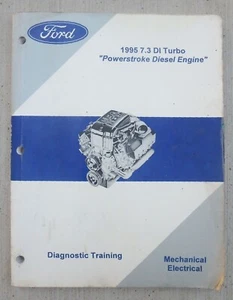 Ford
1995 7.3 DI Turbo
"Powerstroke Diesel Engine"
Diagnostic Training
Mechanical
Electrical